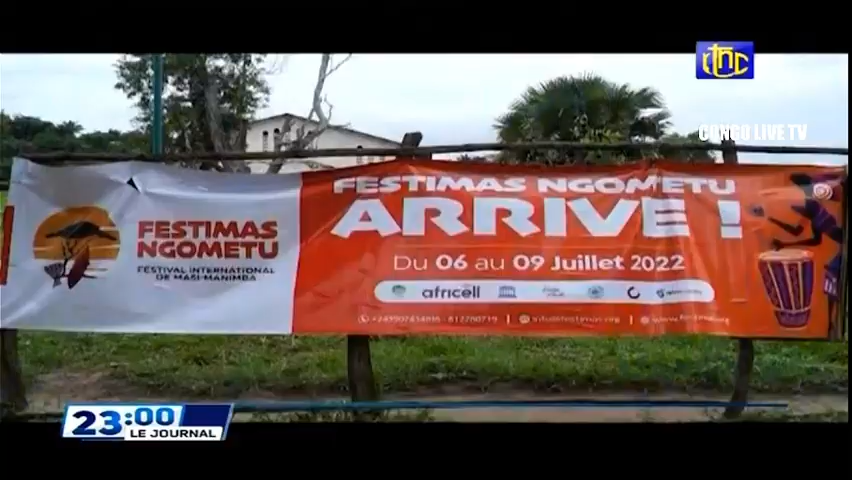 rtnc
CONGO LIVE TV
FESTIMAS
NGOMETU
FESTIVAL INTERNATIONAL
DE MASI-MANIMBA
FESTIMAS NGOMETU
ARRIVE !
Du 06 au 09 Juillet 2022
africell
23:00
LE JOURNAL